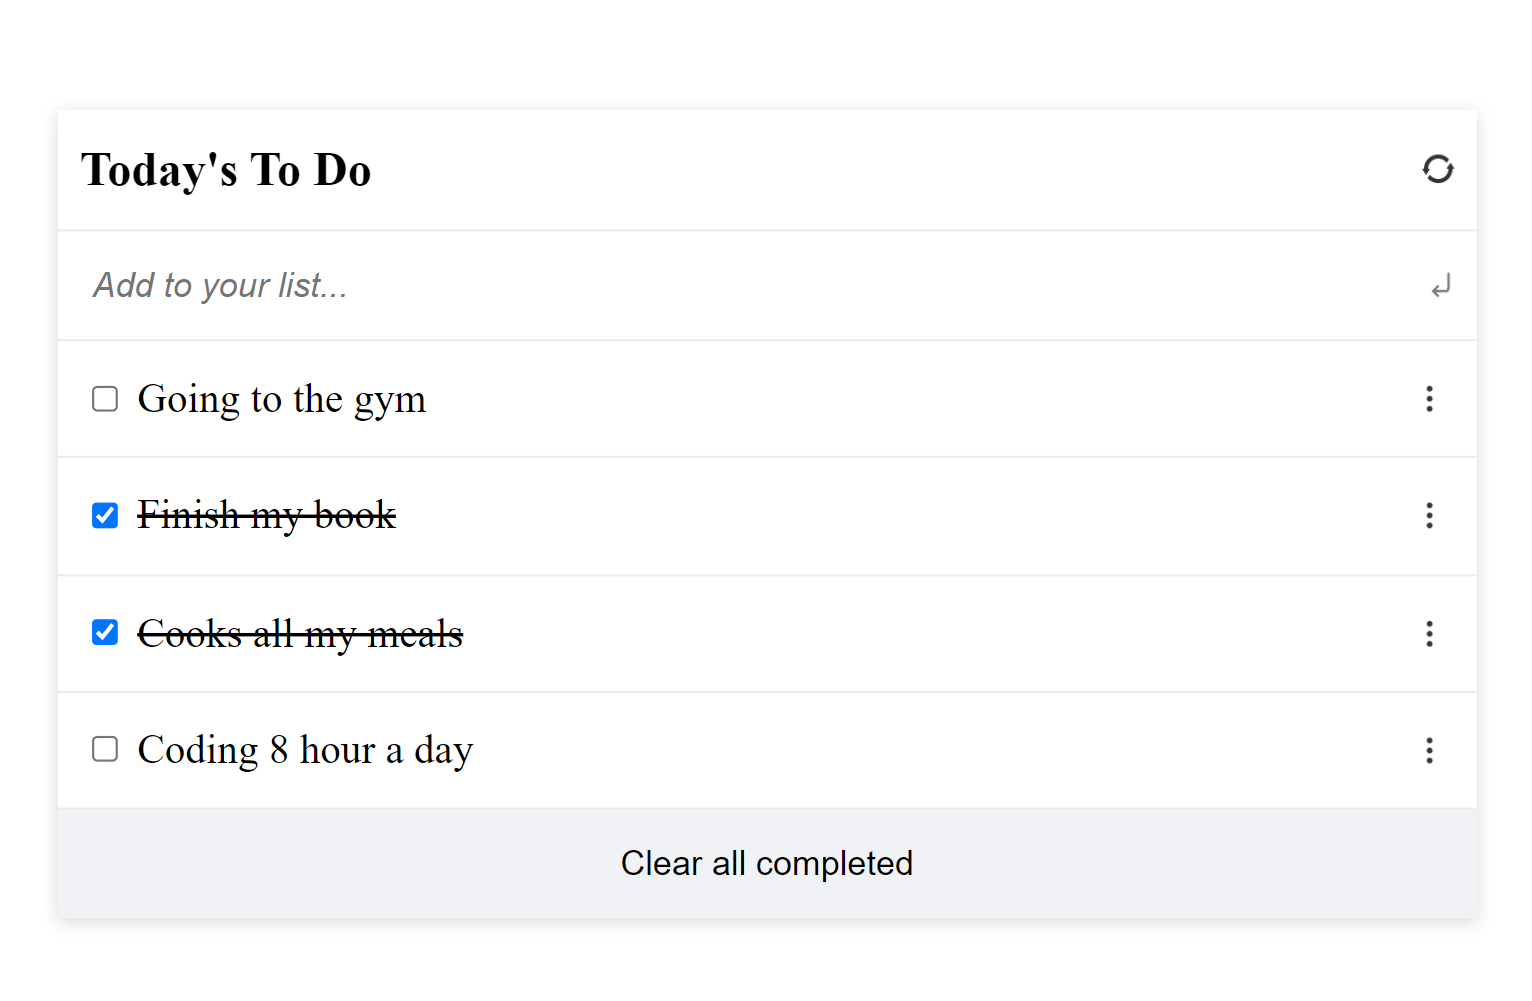 Today's To Do
Add to your list...
Going to the gym
Finish my book
Cooks all my meals
Coding 8 hour a day
Clear all completed